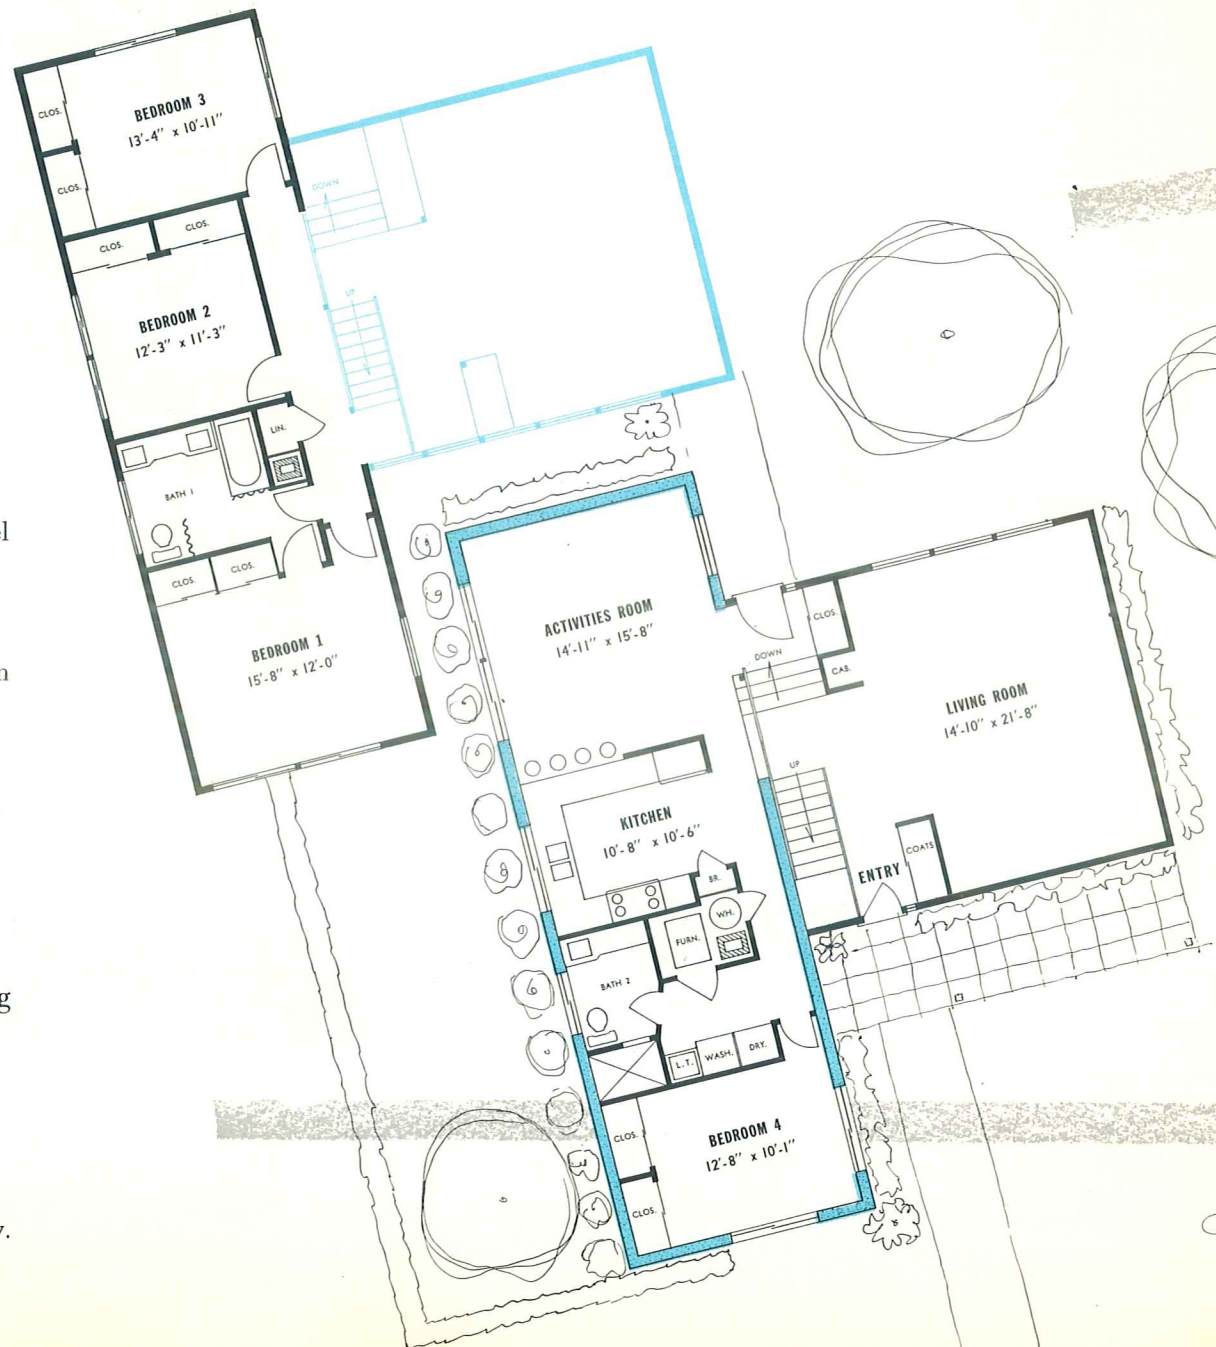 CLOS.
BEDROOM 3
13'-4" x 10'-11"
CLOS.
DOWN
CLOS.
CLOS.
UP
BEDROOM 2
12'-3" x 11'-3"
LIN.
BATH 1
CLOS.
CLOS.
BEDROOM 1
15'-8" x 12'-0"
ACTIVITIES ROOM
14'-11" x 15'-8"
CLOS.
DOWN
CAB.
LIVING ROOM
14'-10" x 21'-8"
UP
KITCHEN
10'-8" x 10'-6"
COATS
ENTRY
BR.
WH.
FURN.
BATH 2
L.T.
WASH.
DRY.
CLOS.
BEDROOM 4
12'-8" x 10'-1"
CLOS.